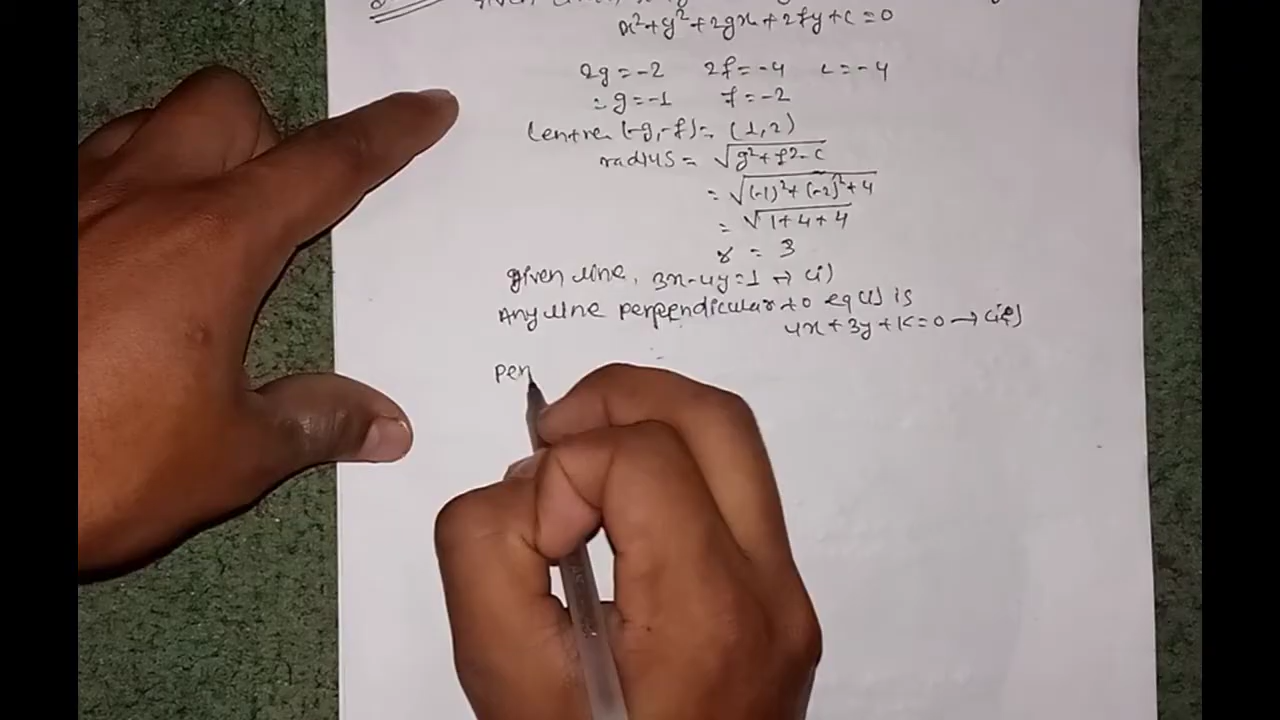 x²+y²+2gx+2fy+c=0
2g=-2 2f=-4 c=-4
=g=-1 f=-2
Centre (-g,-f)= (1,2)
radius = √g²+f²-c
= √(-1)²+(-2)²+4
= √1+4+4
r = 3
given line, 3x-4y=1 → (i)
Any line perpendicular to eq(i) is
4x+3y+k=0 → (ii)
per